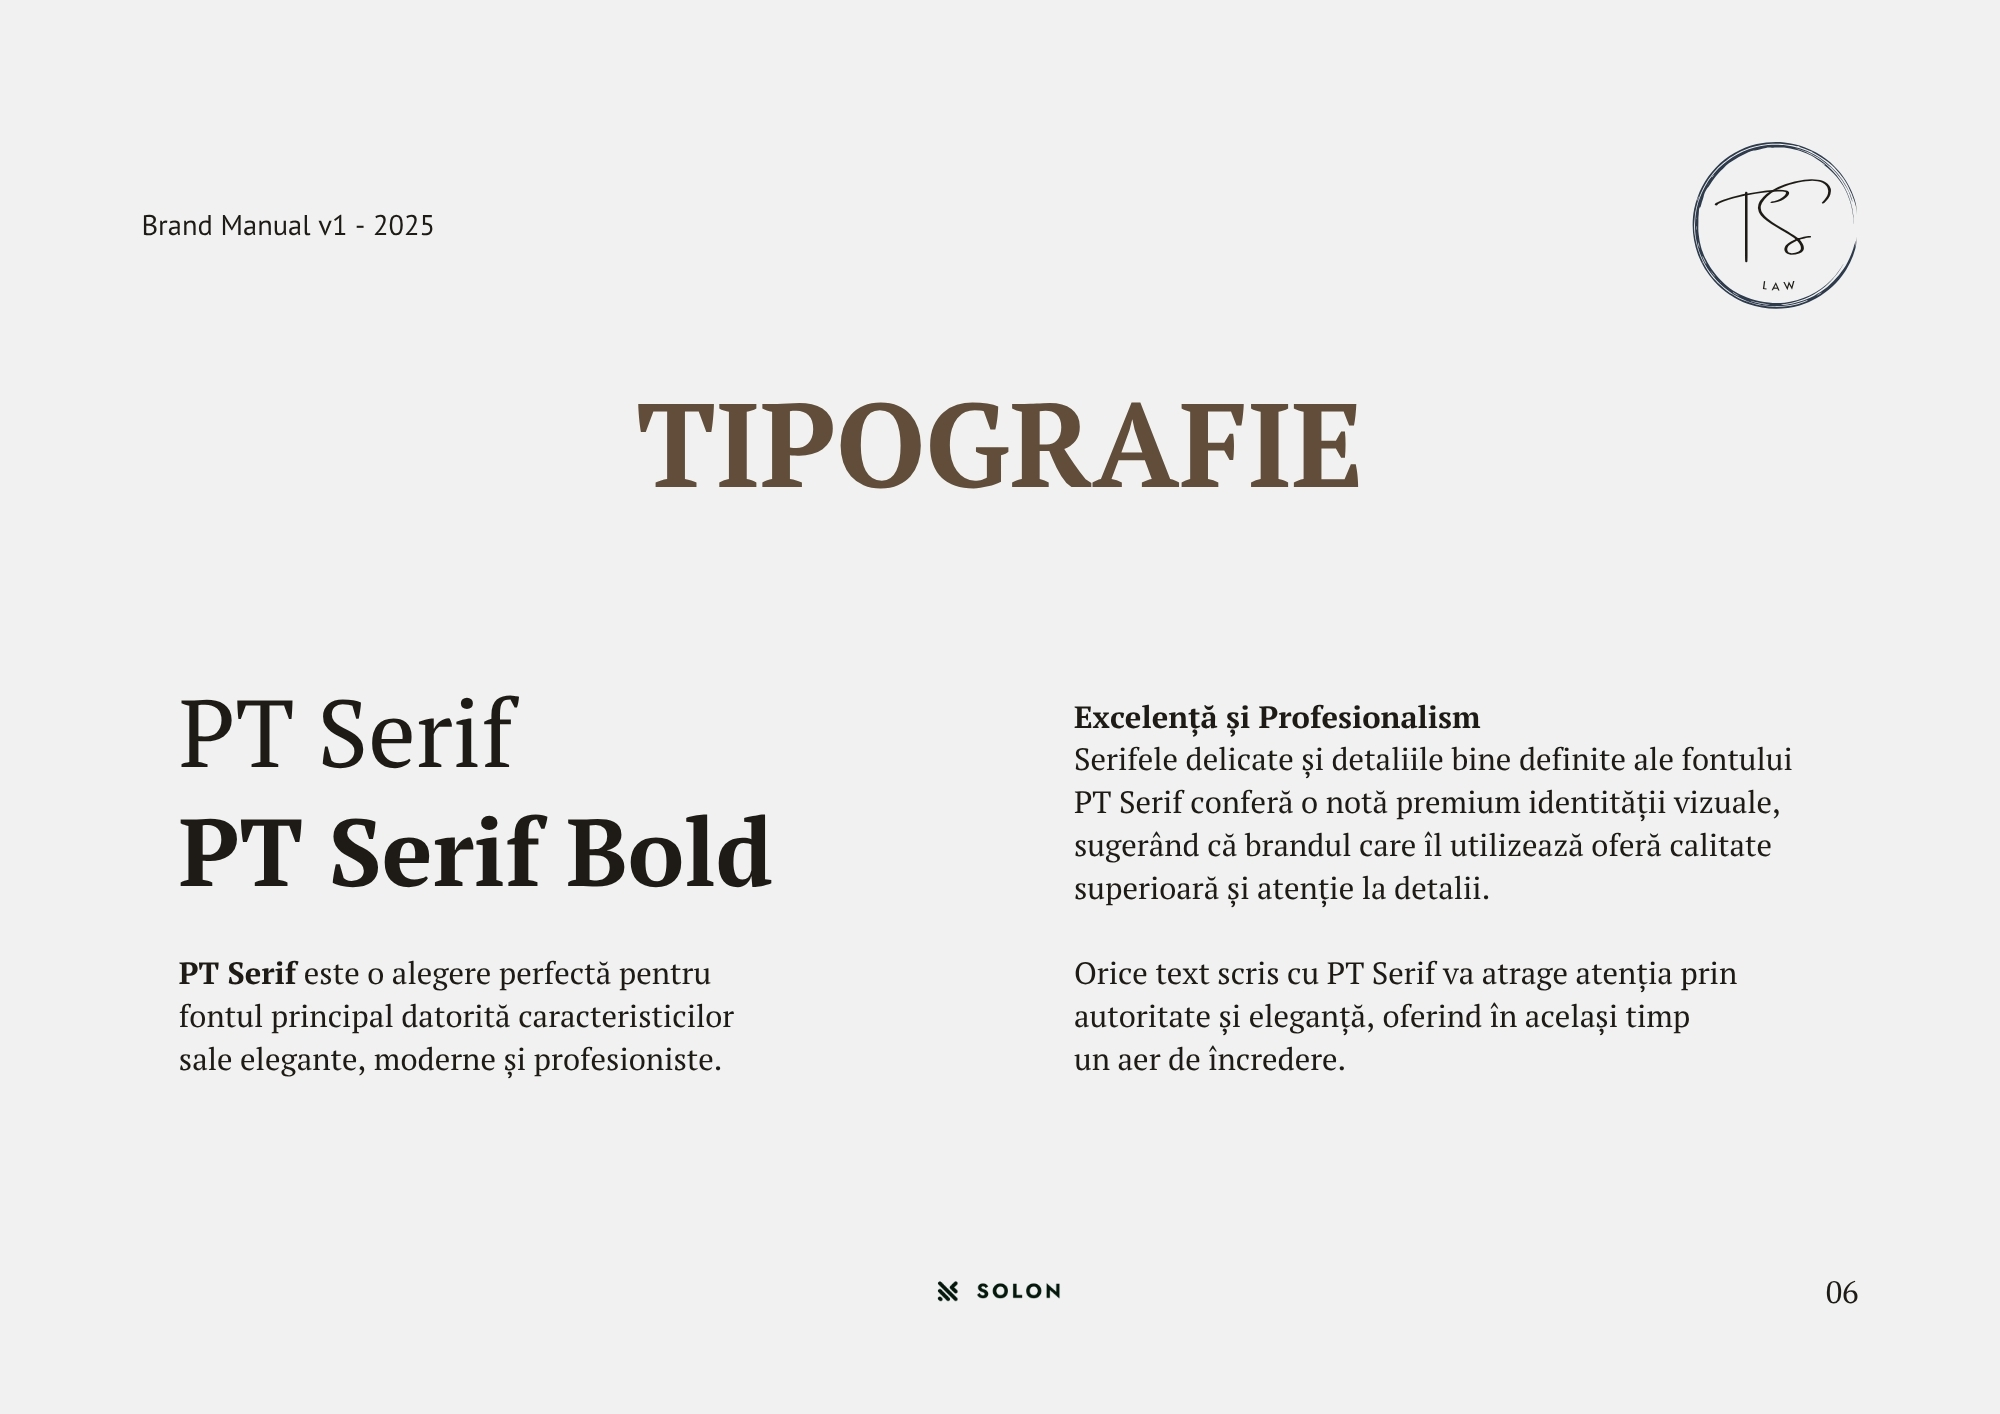 Brand Manual v1 - 2025
TS
LAW
TIPOGRAFIE
PT Serif
PT Serif Bold
PT Serif este o alegere perfectă pentru
fontul principal datorită caracteristicilor
sale elegante, moderne și profesioniste.
Excelență și Profesionalism
Serifele delicate și detaliile bine definite ale fontului
PT Serif conferă o notă premium identității vizuale,
sugerând că brandul care îl utilizează oferă calitate
superioară și atenție la detalii.
Orice text scris cu PT Serif va atrage atenția prin
autoritate și eleganță, oferind în același timp
un aer de încredere.
SOLON
06